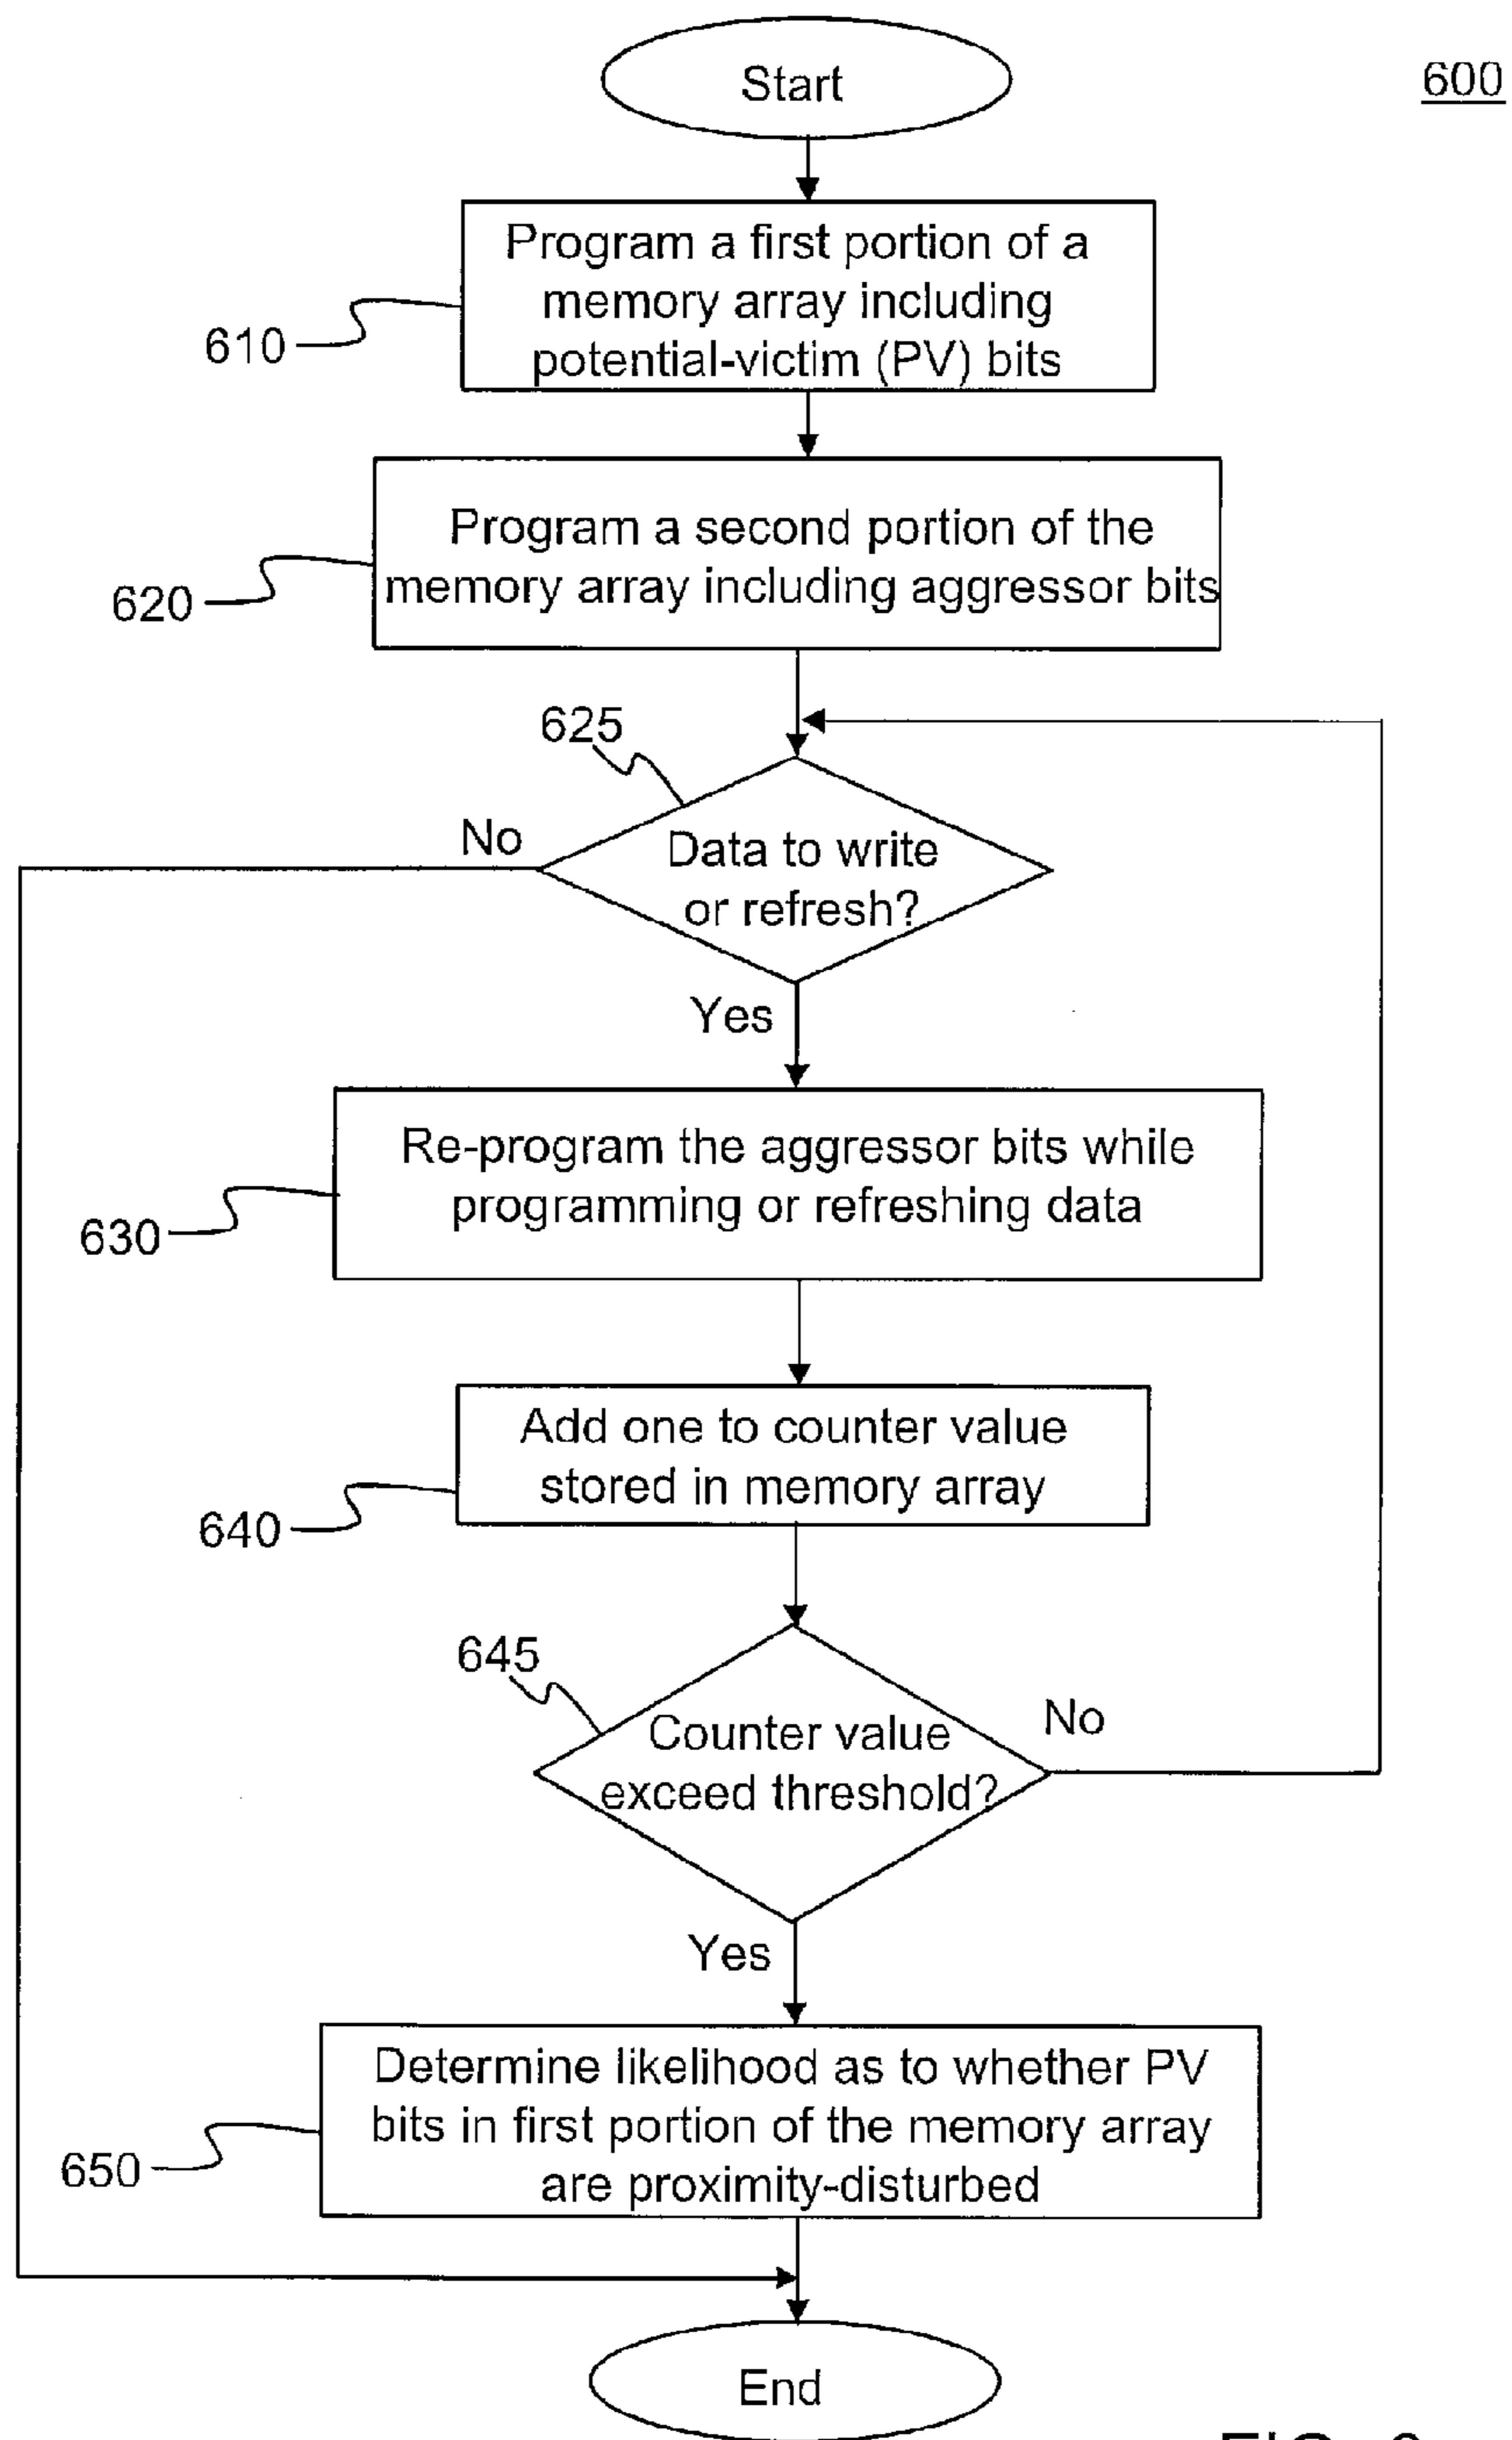 Start
600
Program a first portion of a
memory array including
potential-victim (PV) bits
610
Program a second portion of the
memory array including aggressor bits
620
625
No
Data to write
or refresh?
Yes
Re-program the aggressor bits while
programming or refreshing data
630
Add one to counter value
stored in memory array
640
645
Counter value
exceed threshold?
No
Yes
Determine likelihood as to whether PV
bits in first portion of the memory array
are proximity-disturbed
650
End